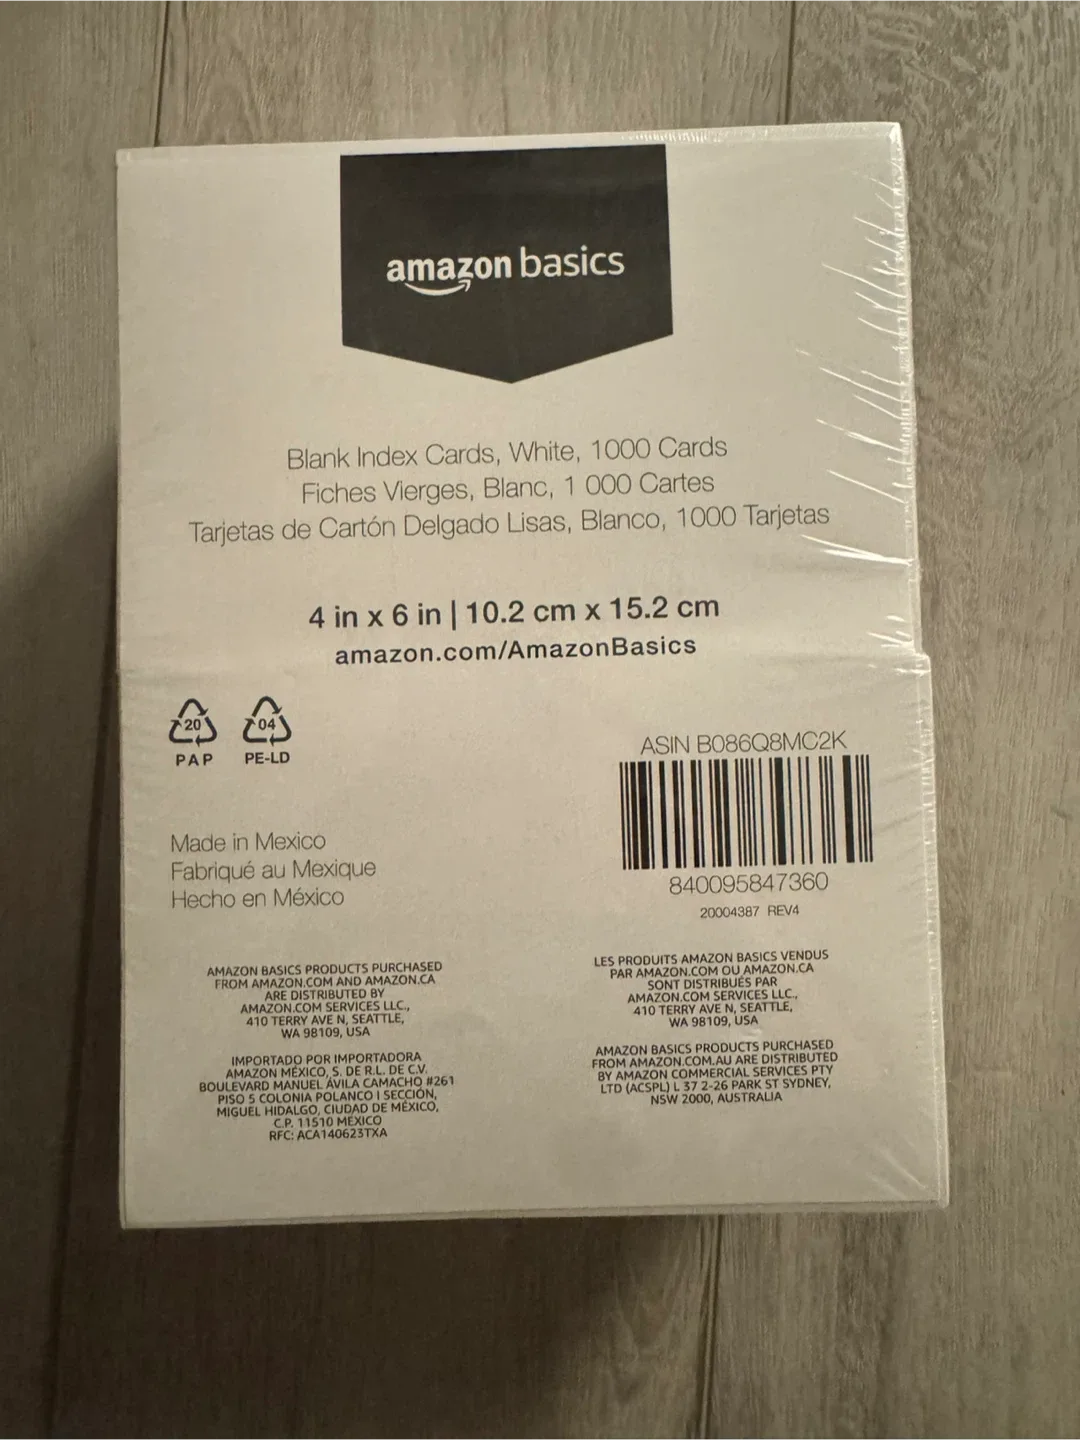 amazon basics
Blank Index Cards, White, 1000 Cards
Fiches Vierges, Blanc, 1 000 Cartes
Tarjetas de Cartón Delgado Lisas, Blanco, 1000 Tarjetas
4 in x 6 in | 10.2 cm x 15.2 cm
amazon.com/AmazonBasics
20 04
PAP PE-LD
ASIN B086Q8MC2K
840095847360
20004387 REV4
Made in Mexico
Fabriqué au Mexique
Hecho en México
AMAZON BASICS PRODUCTS PURCHASED
FROM AMAZON.COM AND AMAZON.CA
ARE DISTRIBUTED BY
AMAZON.COM SERVICES LLC.,
410 TERRY AVE N, SEATTLE,
WA 98109, USA
IMPORTADO POR IMPORTADORA
AMAZON MÉXICO, S. DE R.L. DE C.V.
BOULEVARD MANUEL ÁVILA CAMACHO #261
PISO 5 COLONIA POLANCO I SECCIÓN,
MIGUEL HIDALGO, CIUDAD DE MÉXICO,
C.P. 11510 MÉXICO
RFC: ACA140623TXA
LES PRODUITS AMAZON BASICS VENDUS
PAR AMAZON.COM OU AMAZON.CA
SONT DISTRIBUÉS PAR
AMAZON.COM SERVICES LLC.,
410 TERRY AVE N, SEATTLE,
WA 98109, USA
AMAZON BASICS PRODUCTS PURCHASED
FROM AMAZON.COM.AU ARE DISTRIBUTED
BY AMAZON COMMERCIAL SERVICES PTY
LTD (ACSPL) L 37 2-26 PARK ST SYDNEY,
NSW 2000, AUSTRALIA